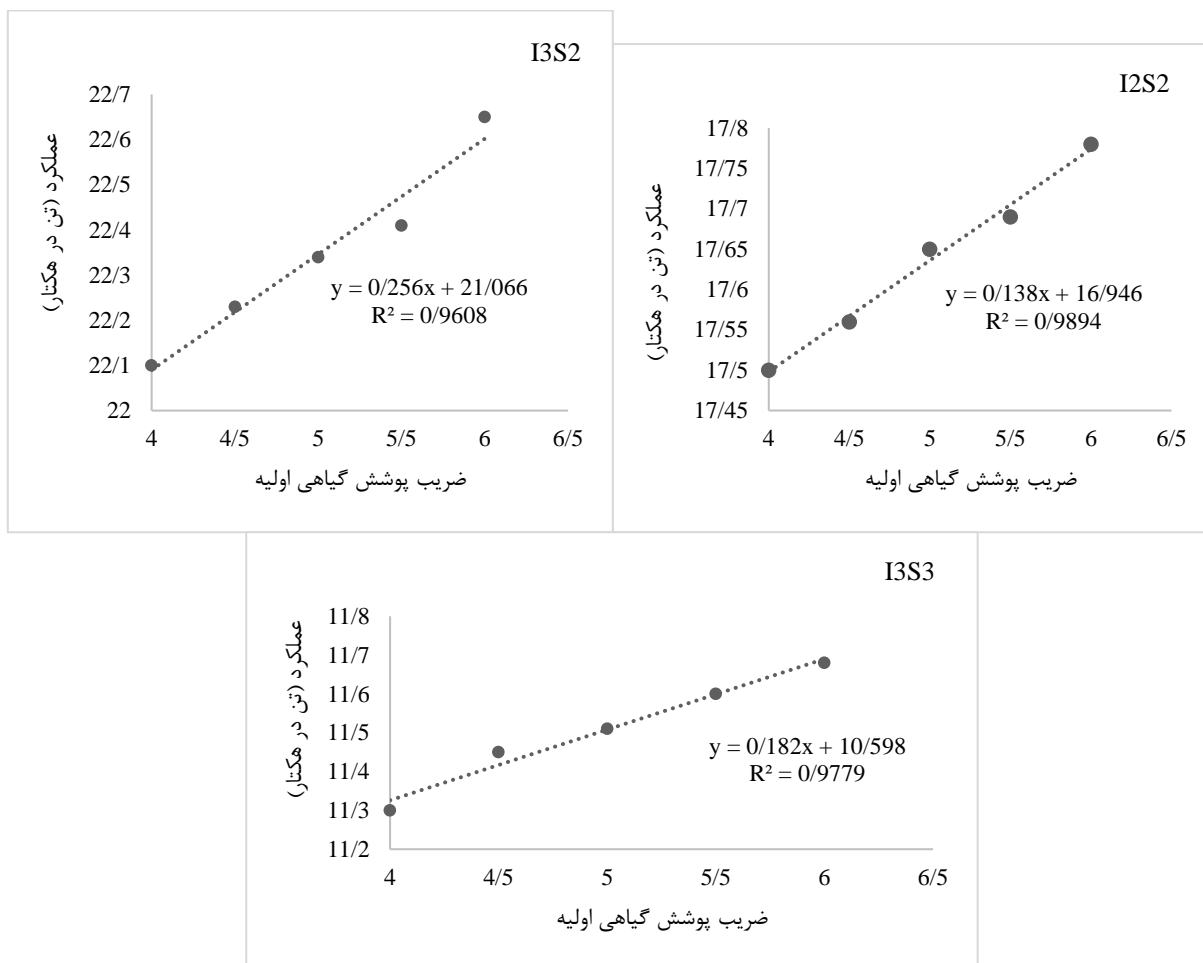 I3S2
عملکرد (تن در هکتار)
22/7
22/6
22/5
22/4
22/3
22/2
22/1
22
y = 0/256x + 21/066
R² = 0/9608
4 4/5 5 5/5 6 6/5
ضریب پوشش گیاهی اولیه
I2S2
عملکرد (تن در هکتار)
17/8
17/75
17/7
17/65
17/6
17/55
17/5
17/45
y = 0/138x + 16/946
R² = 0/9894
4 4/5 5 5/5 6 6/5
ضریب پوشش گیاهی اولیه
I3S3
عملکرد (تن در هکتار)
11/8
11/7
11/6
11/5
11/4
11/3
11/2
y = 0/182x + 10/598
R² = 0/9779
4 4/5 5 5/5 6 6/5
ضریب پوشش گیاهی اولیه